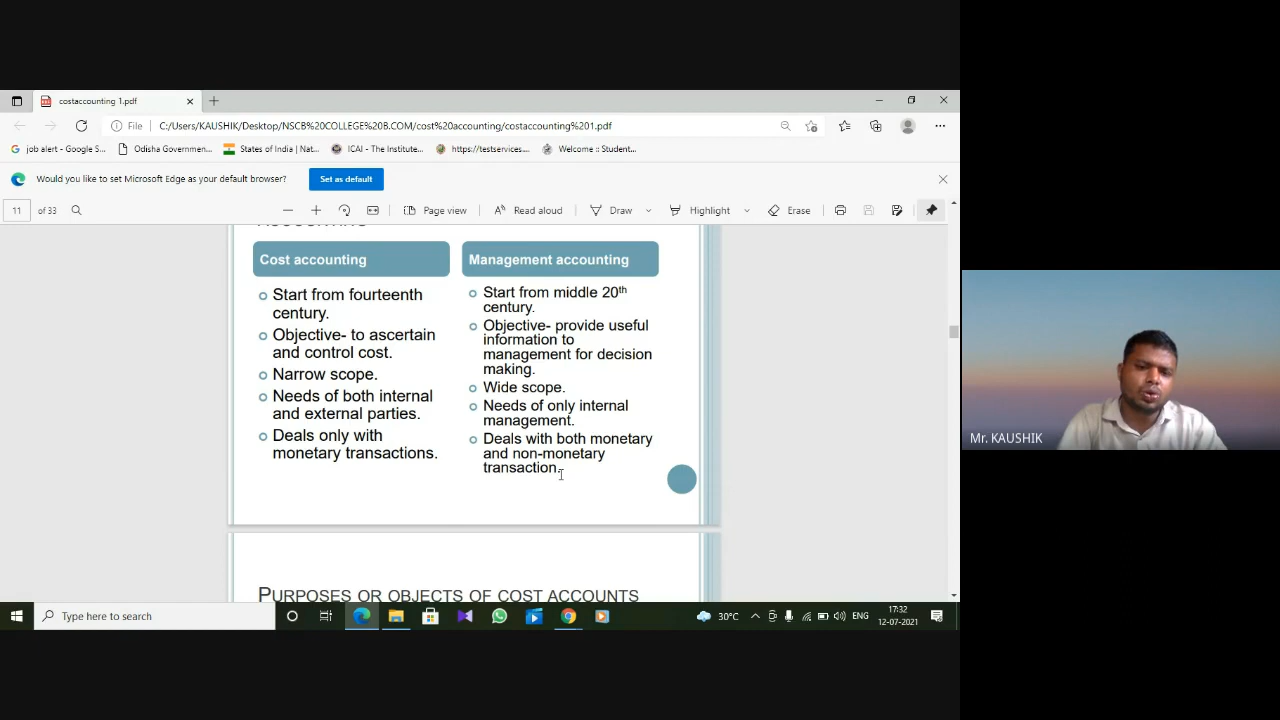 costaccounting 1.pdf
File
C:/Users/KAUSHIK/Desktop/NSCB%20COLLEGE%20B.COM/cost%20accounting/costaccounting%201.pdf
job alert - Google S...
Odisha Governmen...
States of India | Nat...
ICAI - The Institute...
https://testservices...
Welcome :: Student...
Would you like to set Microsoft Edge as your default browser?
Set as default
11 of 33
Page view
Read aloud
Draw
Highlight
Erase
Cost accounting
Start from fourteenth
century.
Objective- to ascertain
and control cost.
Narrow scope.
Needs of both internal
and external parties.
Deals only with
monetary transactions.
Management accounting
Start from middle 20th
century.
Objective- provide useful
information to
management for decision
making.
Wide scope.
Needs of only internal
management.
Deals with both monetary
and non-monetary
transaction.
PURPOSES OR OBJECTS OF COST ACCOUNTS
Mr. KAUSHIK
Type here to search
30°C
ENG
17:32
12-07-2021